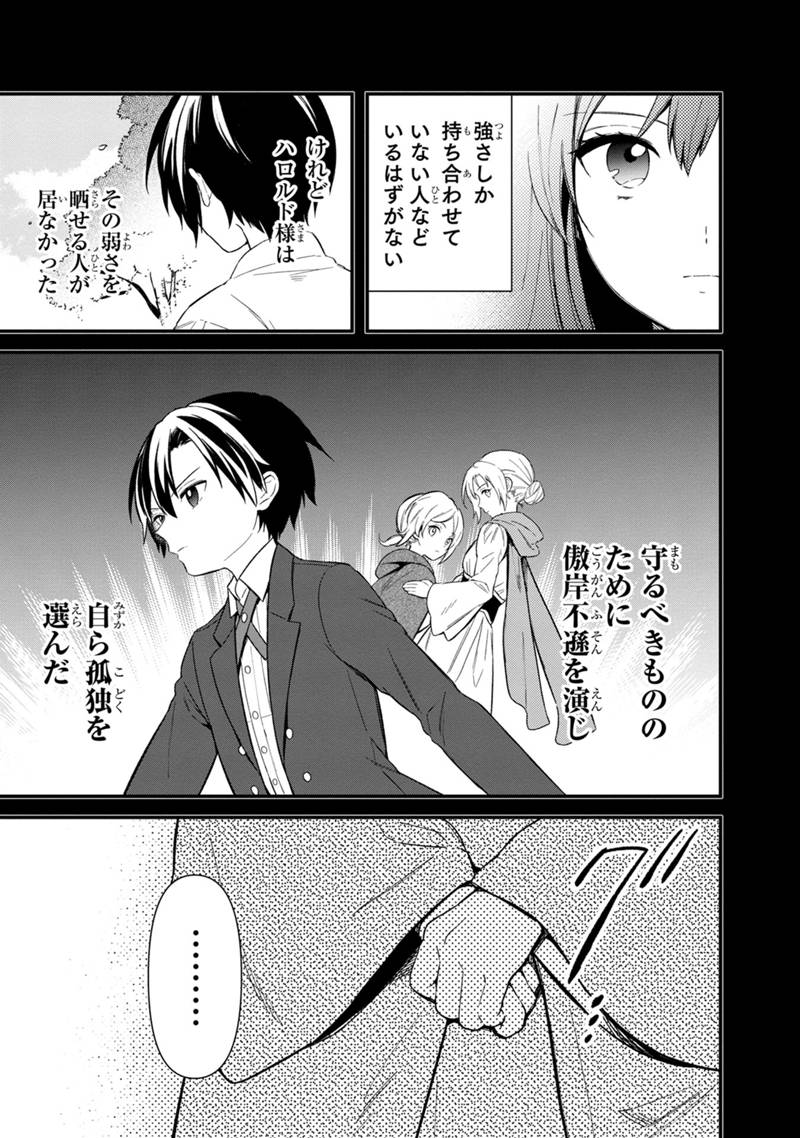 強さしか
持ち合わせて
いない人など
いるはずがない
けれど
ハロルド様は
その弱さを
晒せる人が
居なかった
守るべきものの
ために
傲岸不遜を演じ
自ら孤独を
選んだ
グッ
………